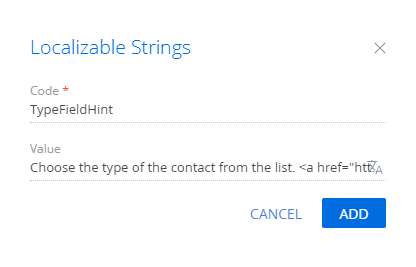 Localizable Strings
Code *
TypeFieldHint
Value
Choose the type of the contact from the list. <a href="htt
CANCEL
ADD